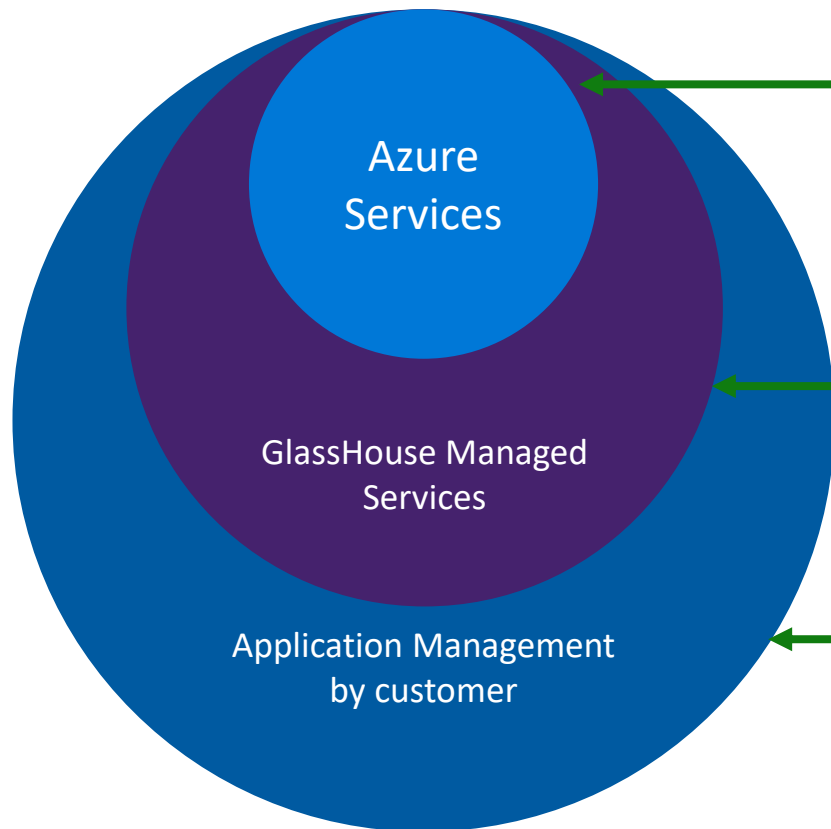 Azure
Services
GlassHouse Managed
Services
Application Management
by customer